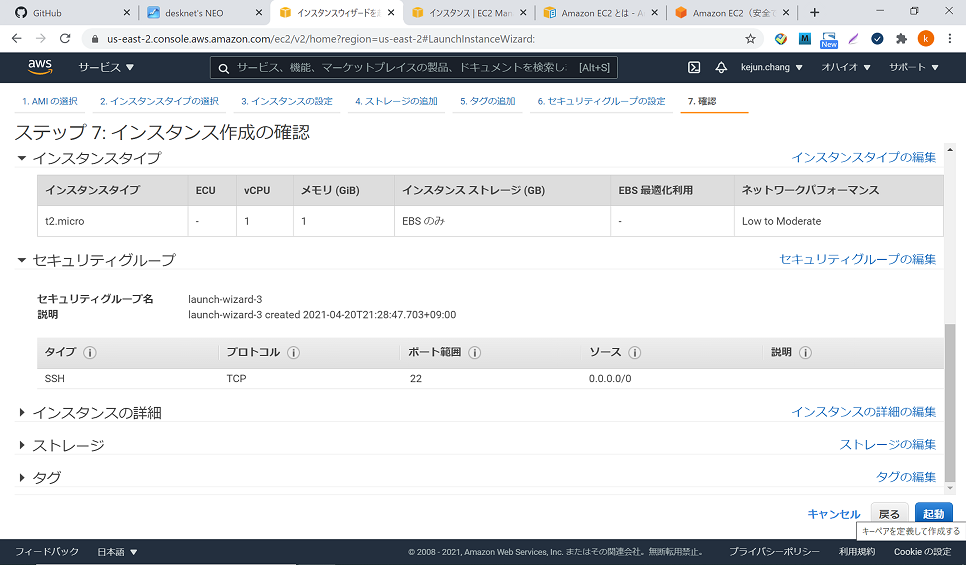 GitHub
desknet's NEO
インスタンスウィザードを
インスタンス | EC2 Man
Amazon EC2 とは - A
Amazon EC2（安全で
us-east-2.console.aws.amazon.com/ec2/v2/home?region=us-east-2#LaunchInstanceWizard:
M
New
k
aws
サービス
サービス、機能、マーケットプレイスの製品、ドキュメントを検索し
[Alt+S]
kejun.chang
オハイオ
サポート
1. AMI の選択
2. インスタンスタイプの選択
3. インスタンスの設定
4. ストレージの追加
5. タグの追加
6. セキュリティグループの設定
7. 確認
ステップ 7: インスタンス作成の確認
インスタンスタイプ
インスタンスタイプの編集
インスタンスタイプ ECU vCPU メモリ (GiB) インスタンス ストレージ (GB) EBS 最適化利用 ネットワークパフォーマンス
t2.micro - 1 1 EBS のみ - Low to Moderate
セキュリティグループ
セキュリティグループの編集
セキュリティグループ名 launch-wizard-3
説明 launch-wizard-3 created 2021-04-20T21:28:47.703+09:00
タイプ プロトコル ポート範囲 ソース 説明
SSH TCP 22 0.0.0.0/0
インスタンスの詳細
インスタンスの詳細の編集
ストレージ
ストレージの編集
タグ
タグの編集
キャンセル
戻る
起動
キーペアを定義して作成する
フィードバック
日本語
© 2008 - 2021, Amazon Web Services, Inc. またはその関連会社。無断転用禁止。
プライバシーポリシー
利用規約
Cookie の設定